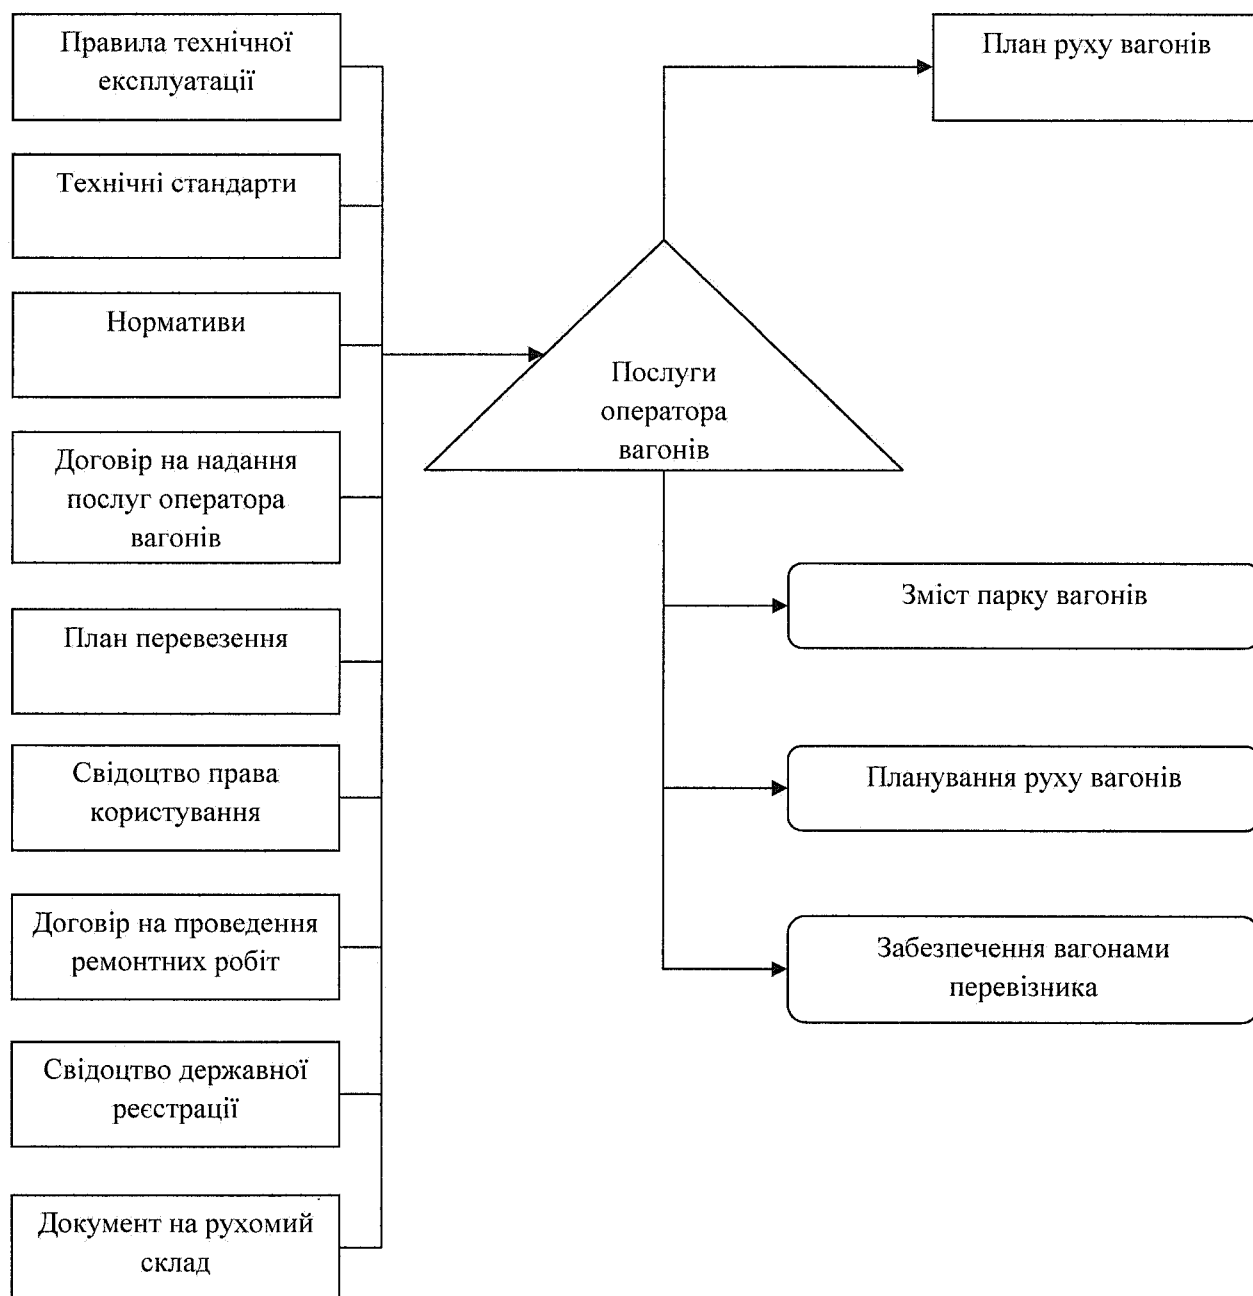 Правила технічної
експлуатації
Технічні стандарти
Нормативи
Договір на надання
послуг оператора
вагонів
План перевезення
Свідоцтво права
користування
Договір на проведення
ремонтних робіт
Свідоцтво державної
реєстрації
Документ на рухомий
склад
Послуги
оператора
вагонів
План руху вагонів
Зміст парку вагонів
Планування руху вагонів
Забезпечення вагонами
перевізника